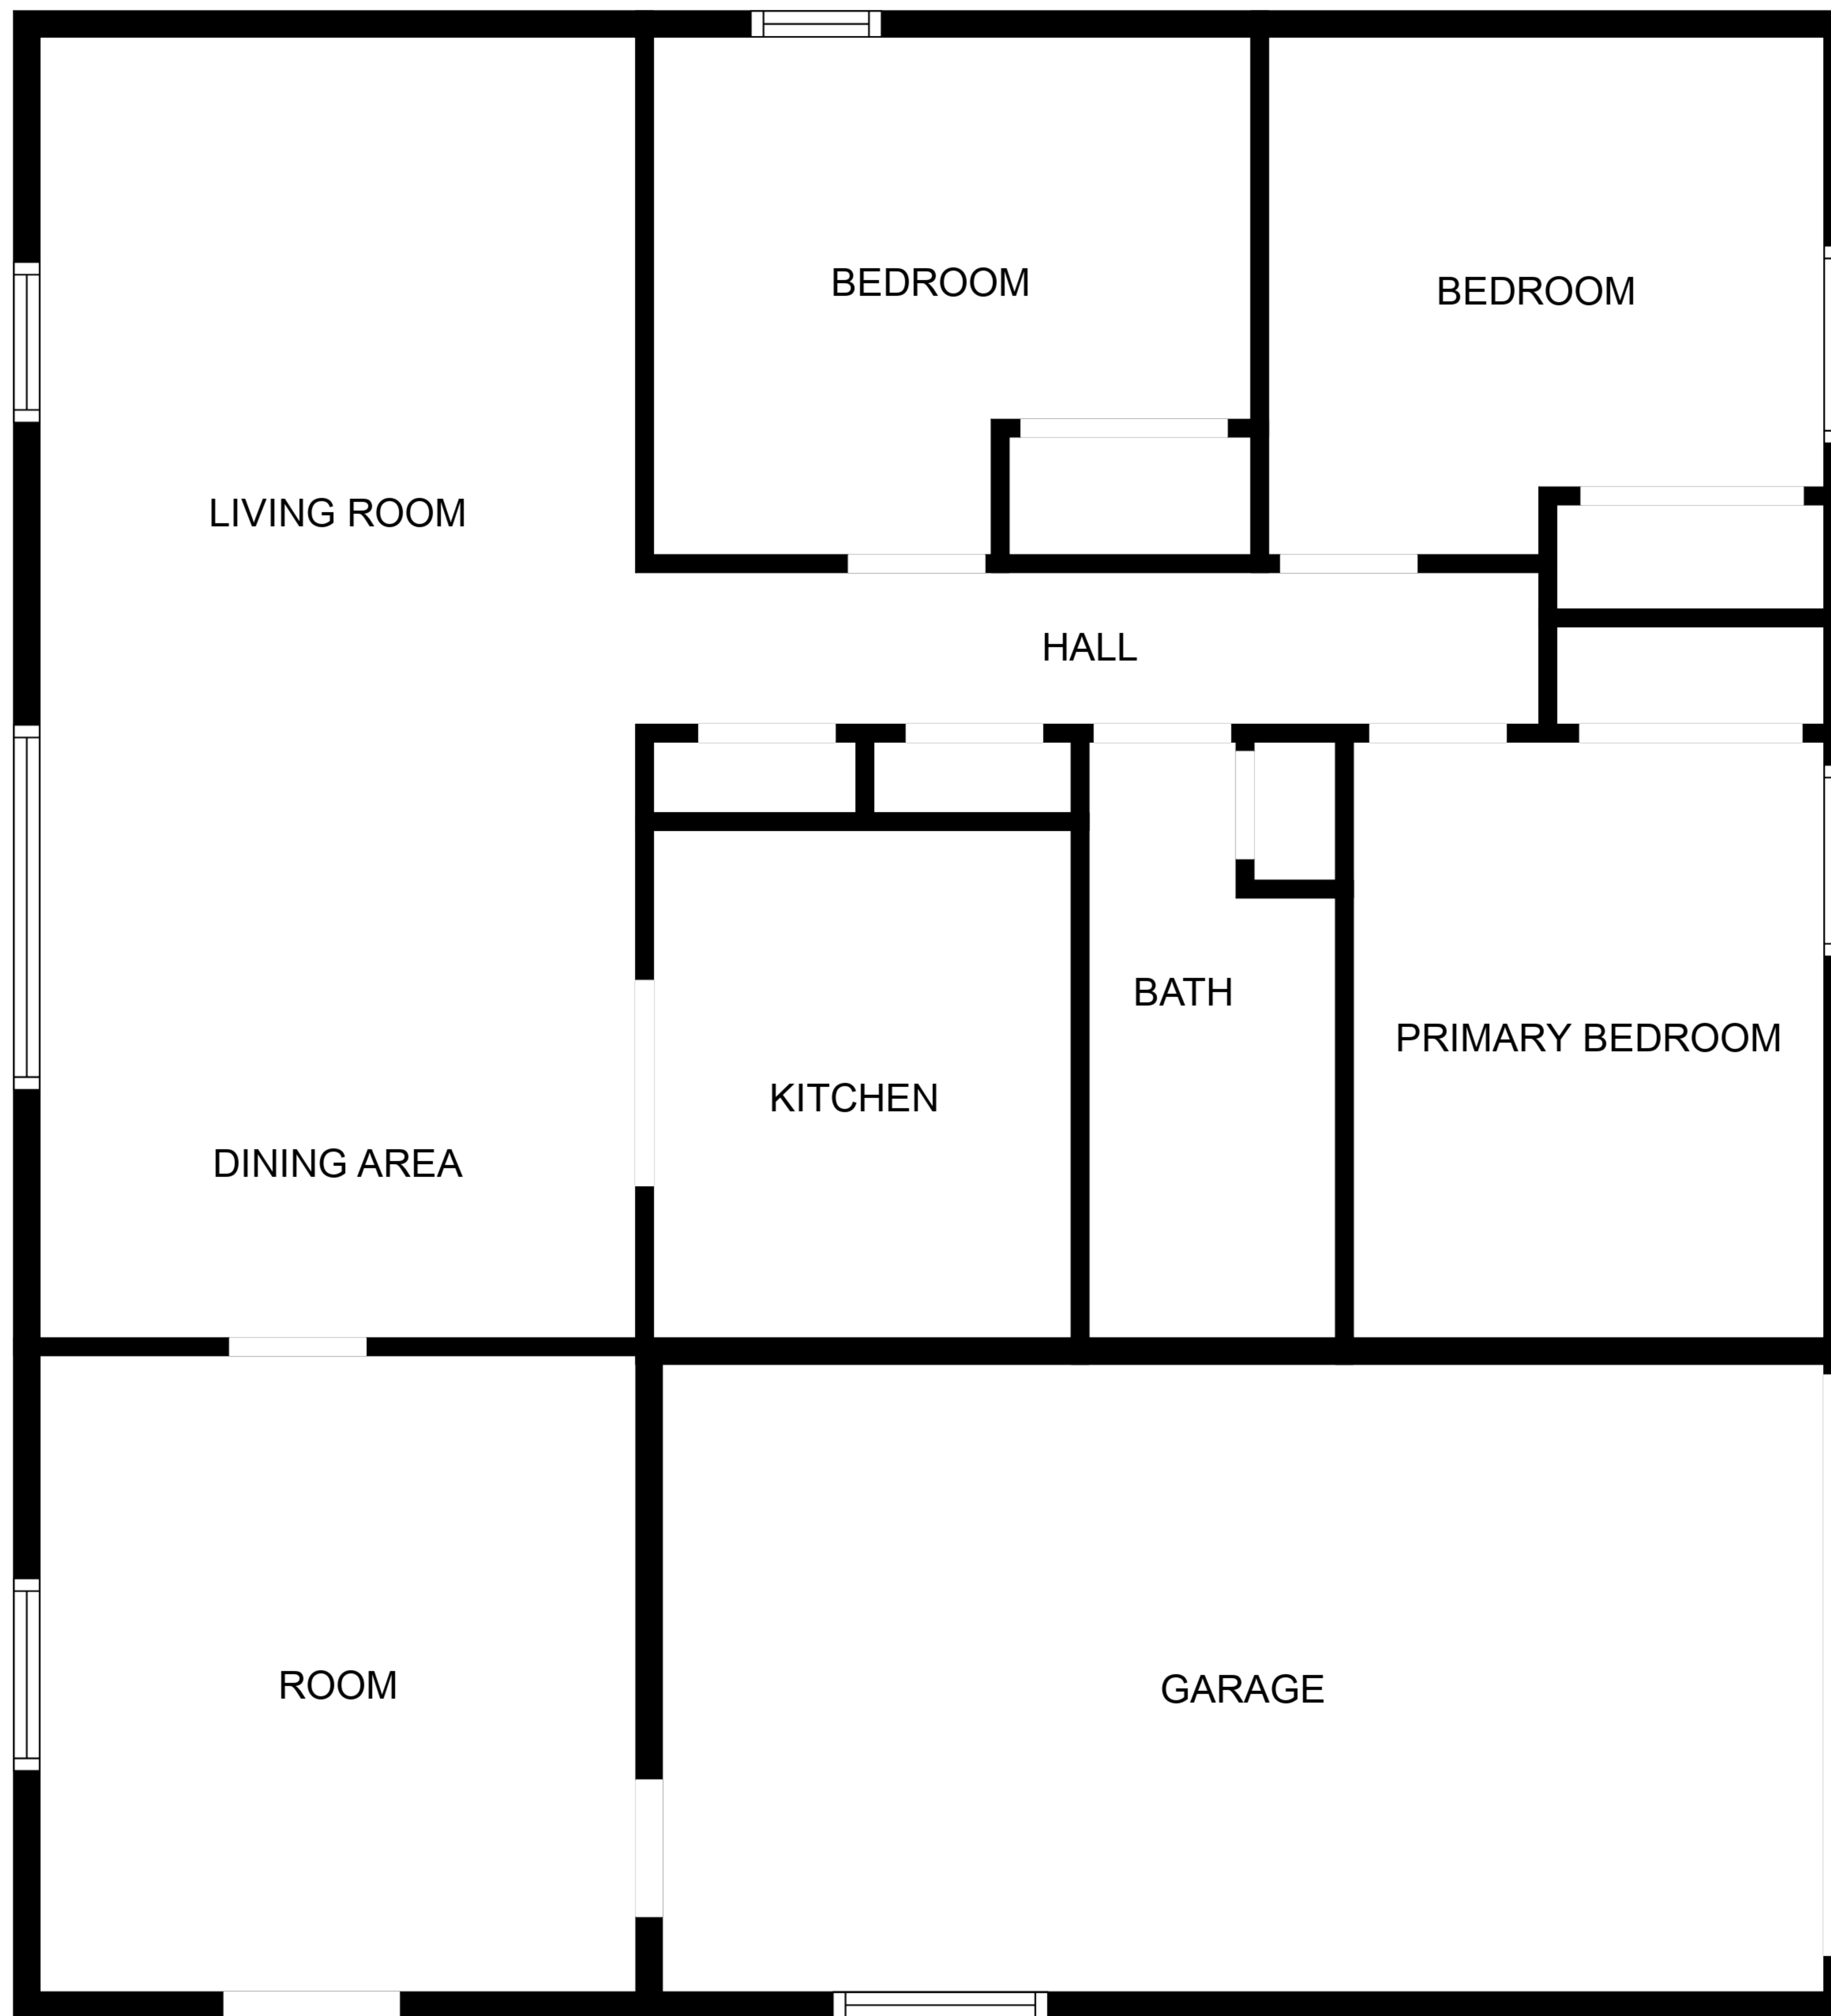 BEDROOM
BEDROOM
LIVING ROOM
HALL
BATH
PRIMARY BEDROOM
KITCHEN
DINING AREA
ROOM
GARAGE